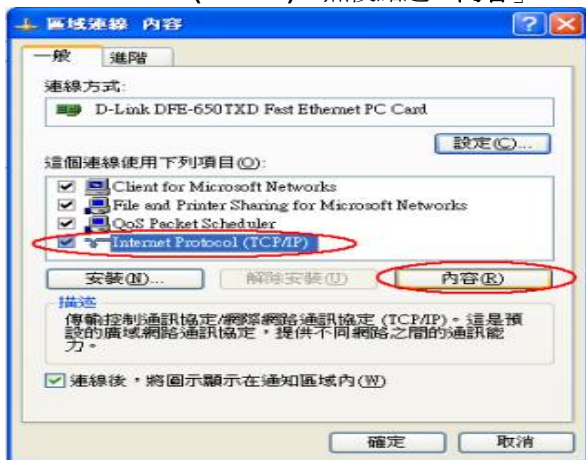 區域連線 內容
一般 進階
連線方式:
D-Link DFE-650TXD Fast Ethernet PC Card
設定(C)...
這個連線使用下列項目(O):
Client for Microsoft Networks
File and Printer Sharing for Microsoft Networks
QoS Packet Scheduler
Internet Protocol (TCP/IP)
安裝(N)... 解除安裝(U) 內容(R)
描述
傳輸控制通訊協定/網際網路通訊協定 (TCP/IP)。這是預
設的廣域網路通訊協定,提供不同網路之間的通訊能
力。
連線後,將圖示顯示在通知區域內(W)
確定 取消